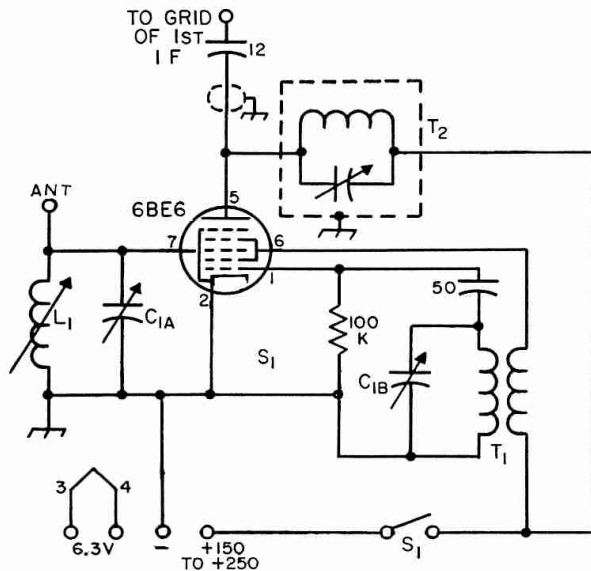 TO GRID
OF 1ST
1 F
12
T2
ANT
6BE6
5
7
6
1
2
50
L1
C1A
100
K
S1
C1B
T1
3
4
6.3V
–
+150
TO +250
S1